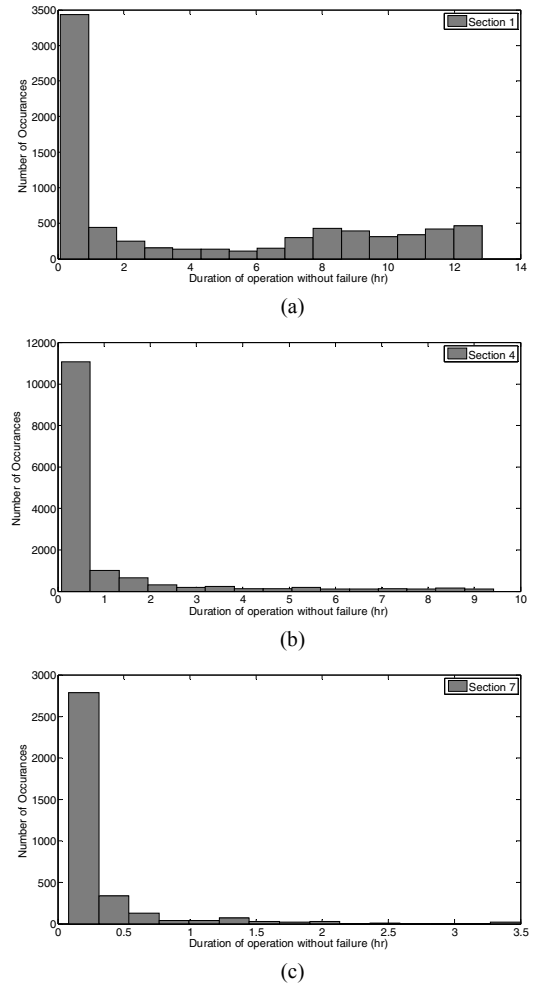 3500
3000
2500
2000
1500
1000
500
0
Number of Occurances
Section 1
0 2 4 6 8 10 12 14
Duration of operation without failure (hr)
(a)
12000
10000
8000
6000
4000
2000
0
Number of Occurances
Section 4
0 1 2 3 4 5 6 7 8 9 10
Duration of operation without failure (hr)
(b)
3000
2500
2000
1500
1000
500
0
Number of Occurances
Section 7
0 0.5 1 1.5 2 2.5 3 3.5
Duration of operation without failure (hr)
(c)